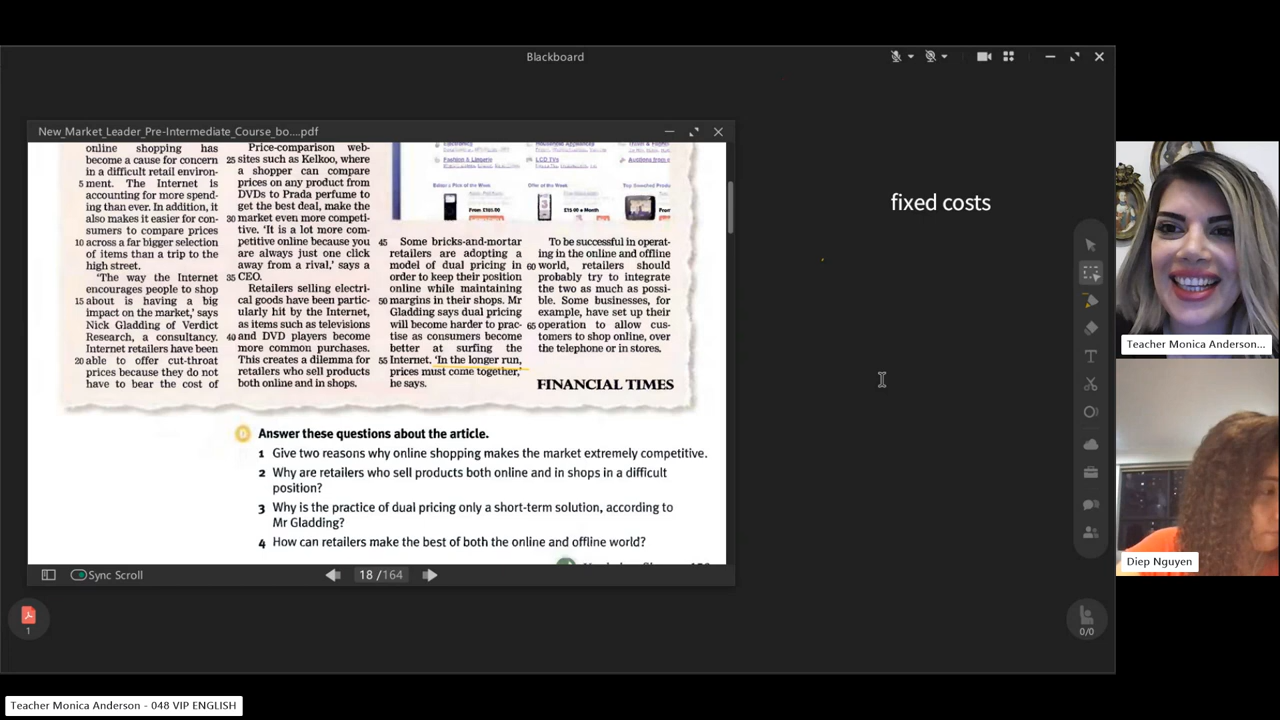 Blackboard
New_Market_Leader_Pre-Intermediate_Course_bo....pdf
online shopping has
become a cause for concern
in a difficult retail environ-
5 ment. The Internet is
accounting for more spend-
ing than ever. In addition, it
also makes it easier for con-
sumers to compare prices
10 across a far bigger selection
of items than a trip to the
high street.
'The way the Internet
encourages people to shop
15 about is having a big
impact on the market,' says
Nick Gladding of Verdict
Research, a consultancy.
Internet retailers have been
20 able to offer cut-throat
prices because they do not
have to bear the cost of
Price-comparison web-
25 sites such as Kelkoo, where
a shopper can compare
prices on any product from
DVDs to Prada perfume to
get the best deal, make the
30 market even more competi-
tive. 'It is a lot more com-
petitive online because you
are always just one click
away from a rival,' says a
35 CEO.
Retailers selling electri-
cal goods have been partic-
ularly hit by the Internet,
as items such as televisions
40 and DVD players become
more common purchases.
This creates a dilemma for
retailers who sell products
both online and in shops.
Fashion & Lingerie
LCD TVs
Editor's Pick of the Week
Offer of the Week
45 Some bricks-and-mortar
retailers are adopting a
model of dual pricing in
order to keep their position
online while maintaining
50 margins in their shops. Mr
Gladding says dual pricing
will become harder to prac-
tise as consumers become
better at surfing the
55 Internet. 'In the longer run,
prices must come together,'
he says.
To be successful in operat-
ing in the online and offline
60 world, retailers should
probably try to integrate
the two as much as possi-
ble. Some businesses, for
example, have set up their
65 operation to allow cus-
tomers to shop online, over
the telephone or in stores.
FINANCIAL TIMES
D Answer these questions about the article.
1 Give two reasons why online shopping makes the market extremely competitive.
2 Why are retailers who sell products both online and in shops in a difficult
position?
3 Why is the practice of dual pricing only a short-term solution, according to
Mr Gladding?
4 How can retailers make the best of both the online and offline world?
Sync Scroll
18 /164
1
fixed costs
0/0
Teacher Monica Anderson...
Diep Nguyen
Teacher Monica Anderson - 048 VIP ENGLISH